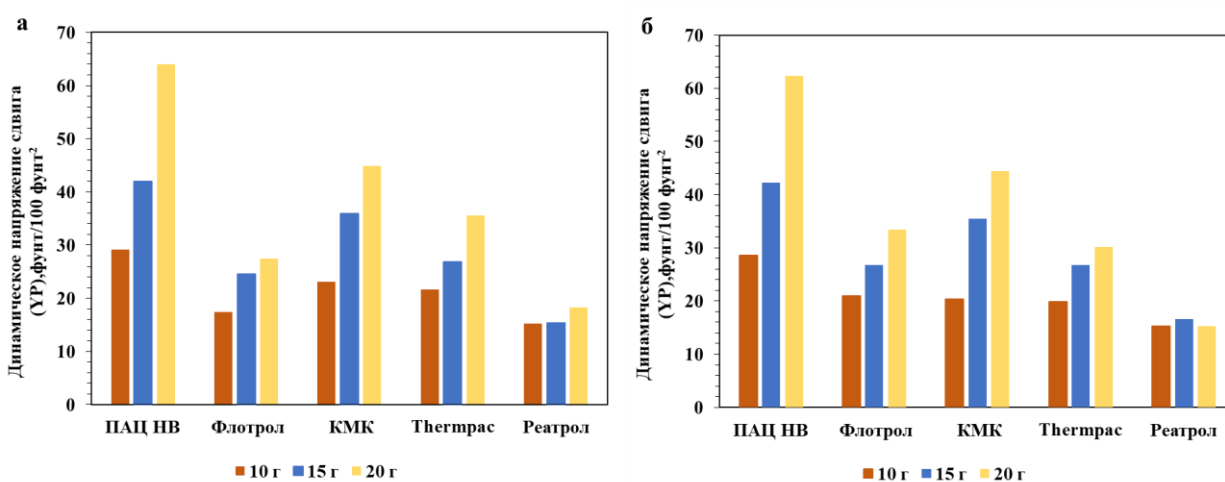 а
Динамическое напряжение сдвига
(YP),фунт/100 фунт²
70
60
50
40
30
20
10
0
ПАЦ НВ Флотрол КМК Thermpac Реатрол
10 г 15 г 20 г
б
Динамическое напряжение сдвига
(YP),фунт/100 фунт²
70
60
50
40
30
20
10
0
ПАЦ НВ Флотрол КМК Thermpac Реатрол
10 г 15 г 20 г